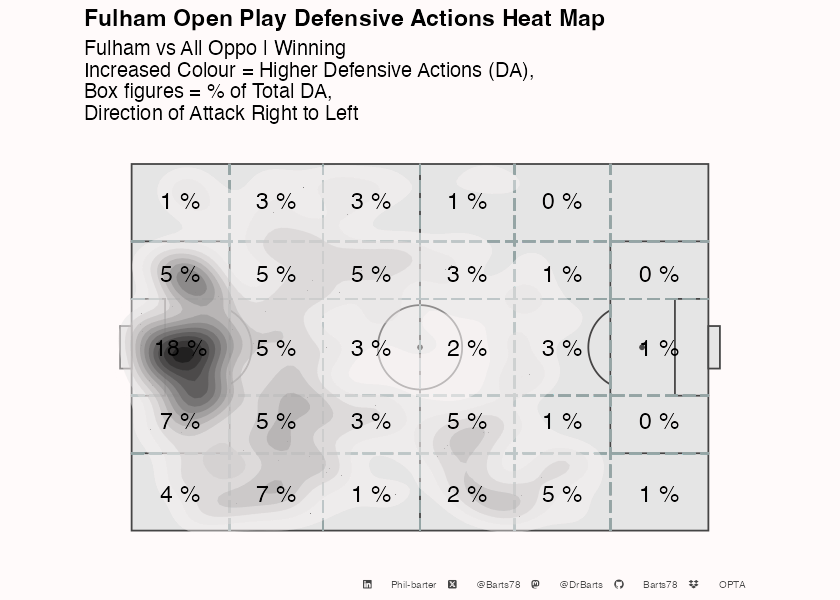 Fulham Open Play Defensive Actions Heat Map
Fulham vs All Oppo I Winning
Increased Colour = Higher Defensive Actions (DA),
Box figures = % of Total DA,
Direction of Attack Right to Left
1 % 3 % 3 % 1 % 0 %
5 % 5 % 5 % 3 % 1 % 0 %
18 % 5 % 3 % 2 % 3 % 1 %
7 % 5 % 3 % 5 % 1 % 0 %
4 % 7 % 1 % 2 % 5 % 1 %
Phil-barter @Barts78 @DrBarts Barts78 OPTA